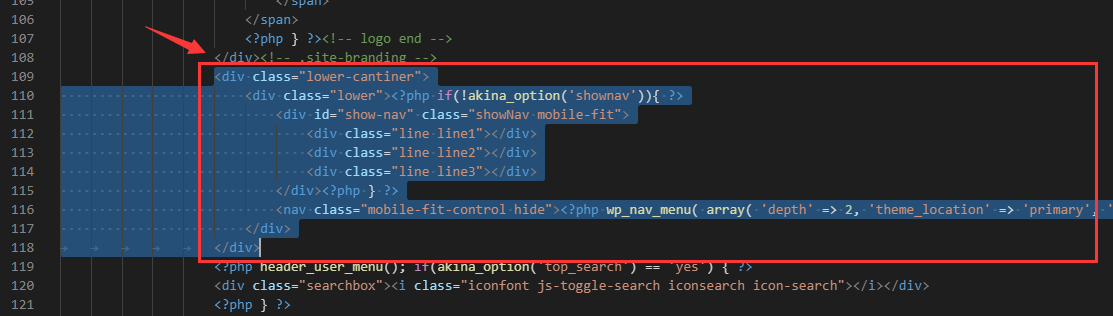 105 </span>
106 </span>
107 <?php } ?><!-- logo end -->
108 </div><!-- .site-branding -->
109 <div class="lower-cantiner">
110 <div class="lower"><?php if(!akina_option('shownav')){ ?>
111 <div id="show-nav" class="showNav mobile-fit">
112 <div class="line line1"></div>
113 <div class="line line2"></div>
114 <div class="line line3"></div>
115 </div><?php } ?>
116 <nav class="mobile-fit-control hide"><?php wp_nav_menu( array( 'depth' => 2, 'theme_location' => 'primary', '
117 </div>
118 </div>
119 <?php header_user_menu(); if(akina_option('top_search') == 'yes') { ?>
120 <div class="searchbox"><i class="iconfont js-toggle-search iconsearch icon-search"></i></div>
121 <?php } ?>